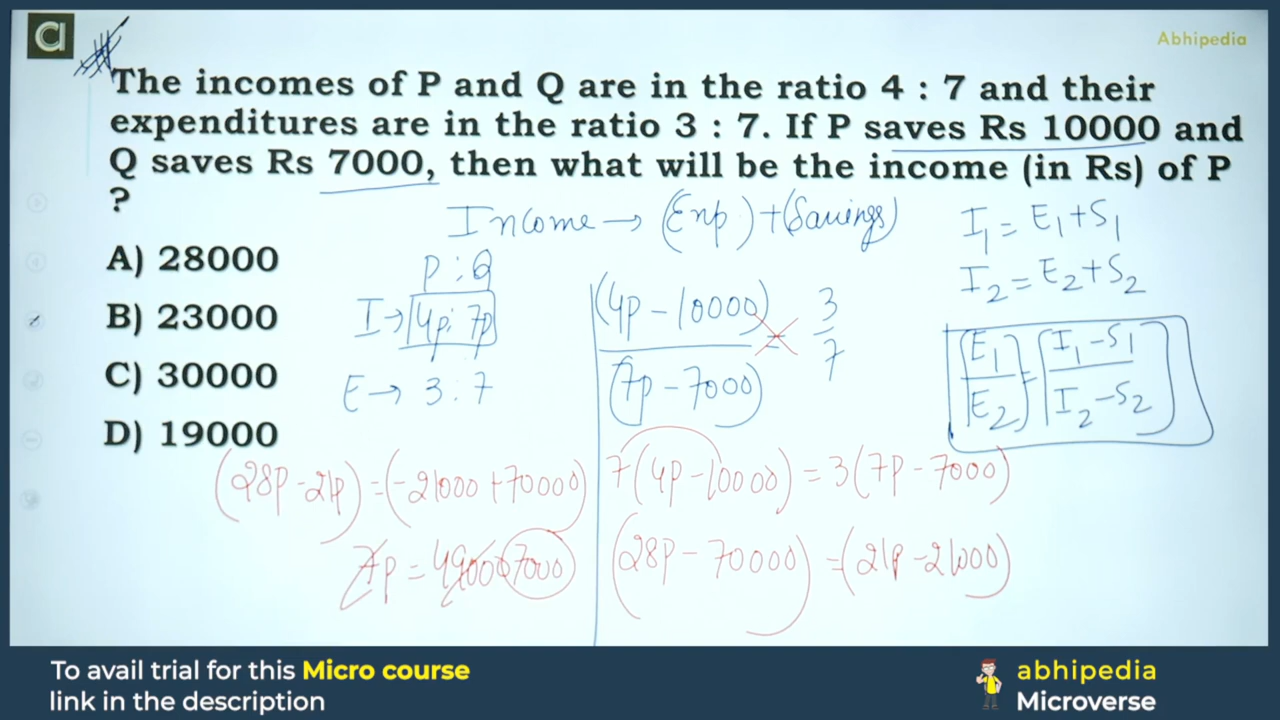 a
Abhipedia
The incomes of P and Q are in the ratio 4 : 7 and their
expenditures are in the ratio 3 : 7. If P saves Rs 10000 and
Q saves Rs 7000, then what will be the income (in Rs) of P
?
Income → (Exp) + (Savings)
I₁ = E₁ + S₁
I₂ = E₂ + S₂
A) 28000
B) 23000
C) 30000
D) 19000
P : Q
I → 4p : 7p
E → 3 : 7
(4p - 10000) / (7p - 7000) = 3/7
E₁/E₂ = I₁-S₁ / I₂-S₂
7(4p - 10000) = 3(7p - 7000)
(28p - 70000) = (21p - 21000)
(28p - 21p) = (-21000 + 70000)
7p = 49000 7000
To avail trial for this Micro course
link in the description
abhipedia
Microverse